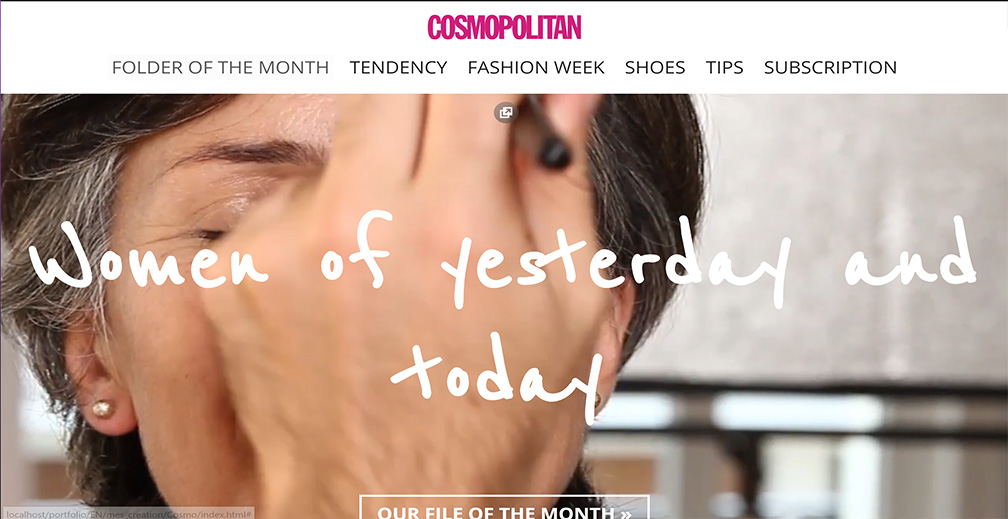 COSMOPOLITAN
FOLDER OF THE MONTH TENDENCY FASHION WEEK SHOES TIPS SUBSCRIPTION
Women of yesterday and
today
OUR FILE OF THE MONTH »
localhost/portfolio/EN/mes_creation/Cosmo/index.html#